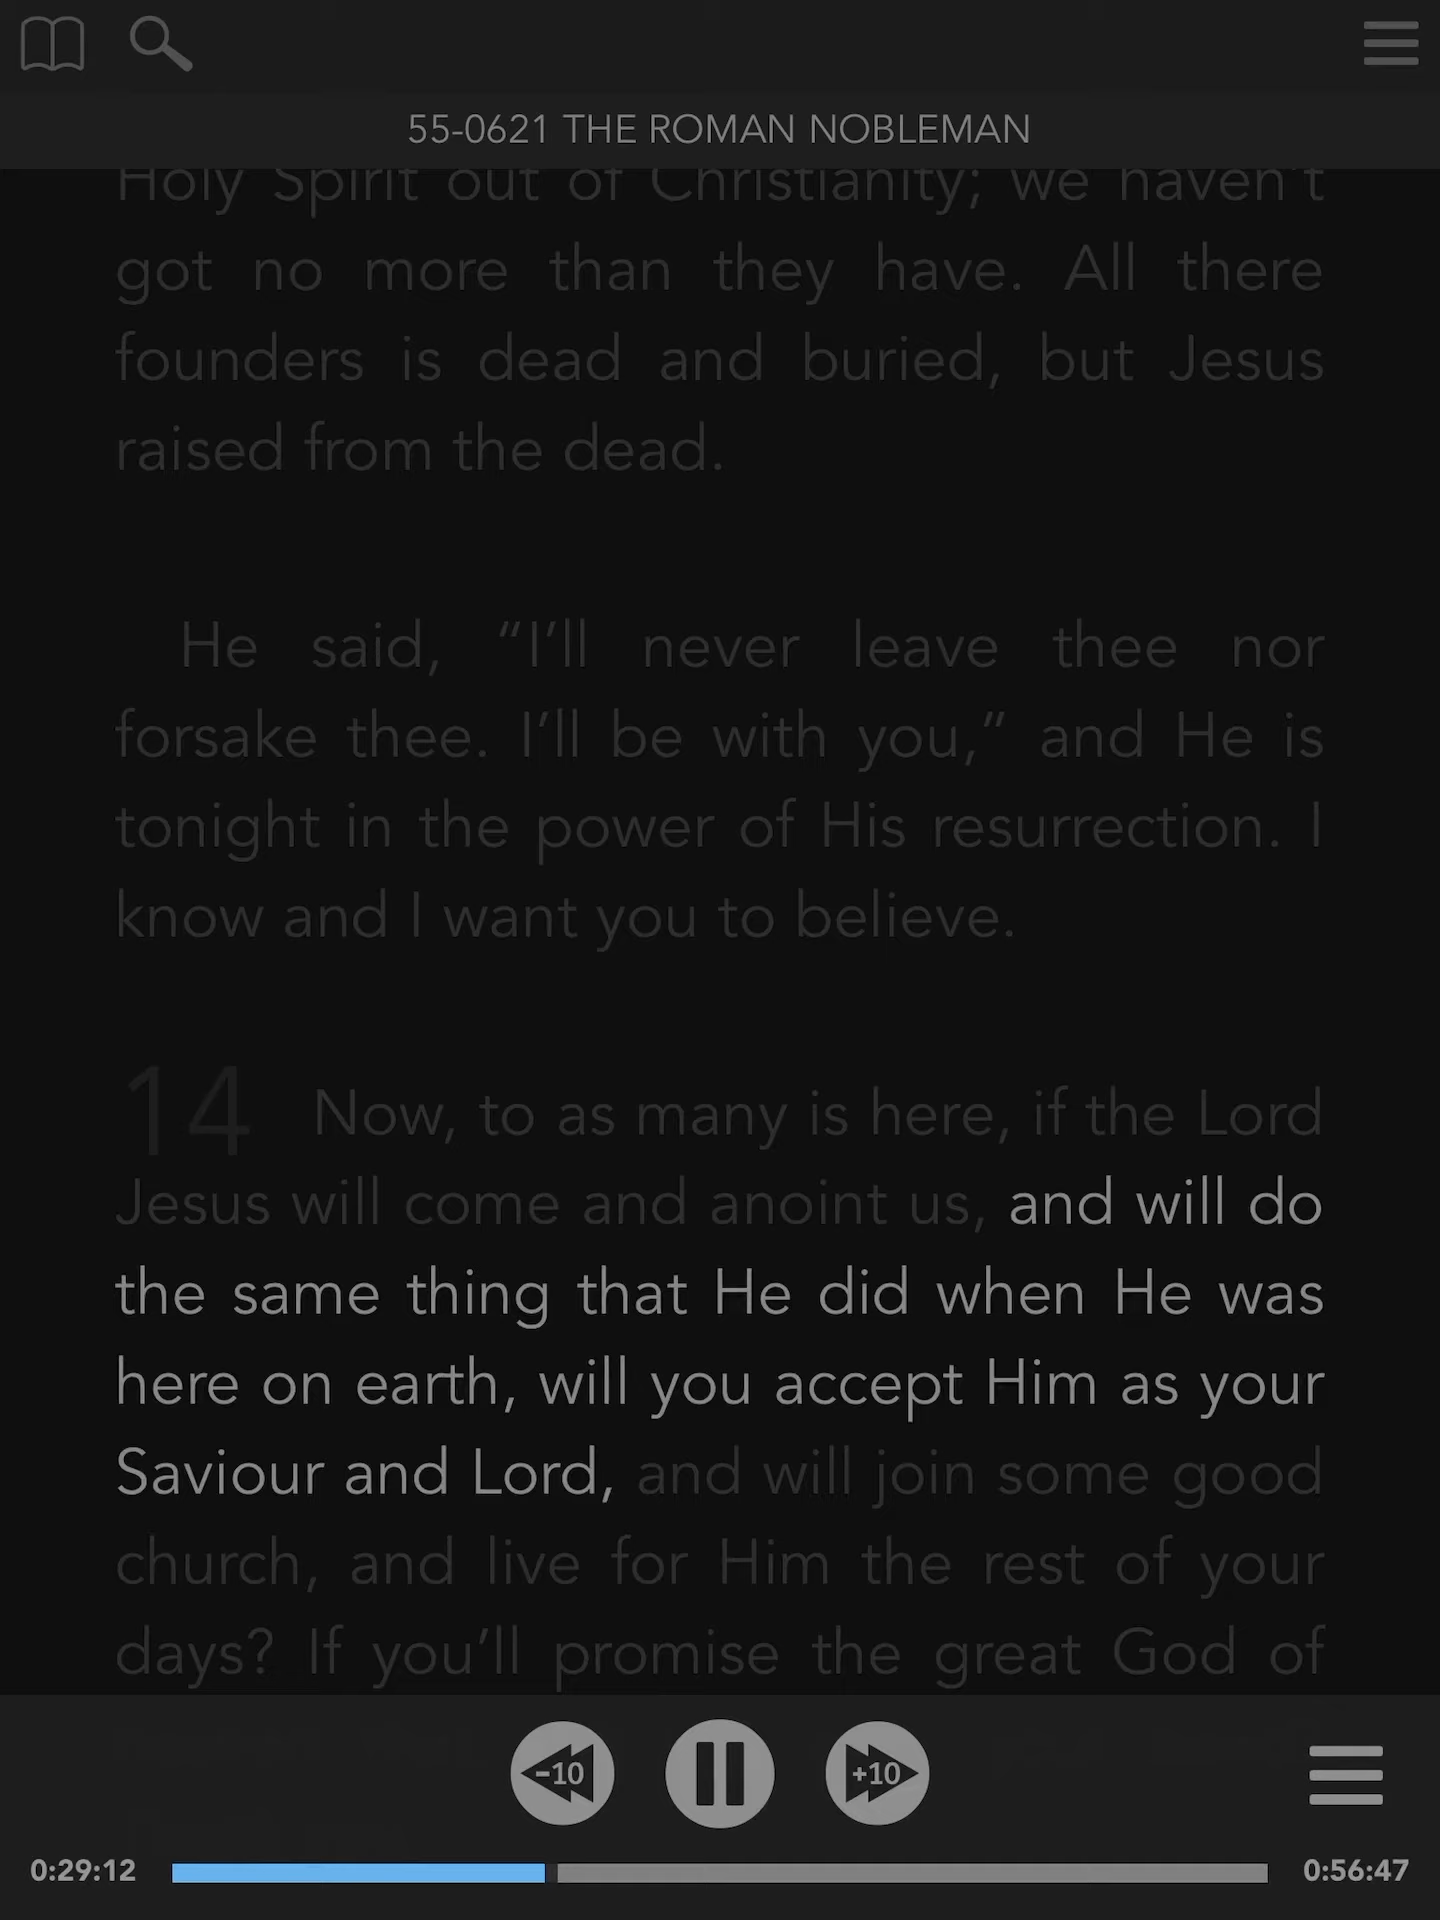 55-0621 THE ROMAN NOBLEMAN
Holy Spirit out of Christianity; we haven't
got no more than they have. All there
founders is dead and buried, but Jesus
raised from the dead.
He said, “I’ll never leave thee nor
forsake thee. I’ll be with you,” and He is
tonight in the power of His resurrection. I
know and I want you to believe.
14 Now, to as many is here, if the Lord
Jesus will come and anoint us, and will do
the same thing that He did when He was
here on earth, will you accept Him as your
Saviour and Lord, and will join some good
church, and live for Him the rest of your
days? If you’ll promise the great God of
-10 +10
0:29:12 0:56:47